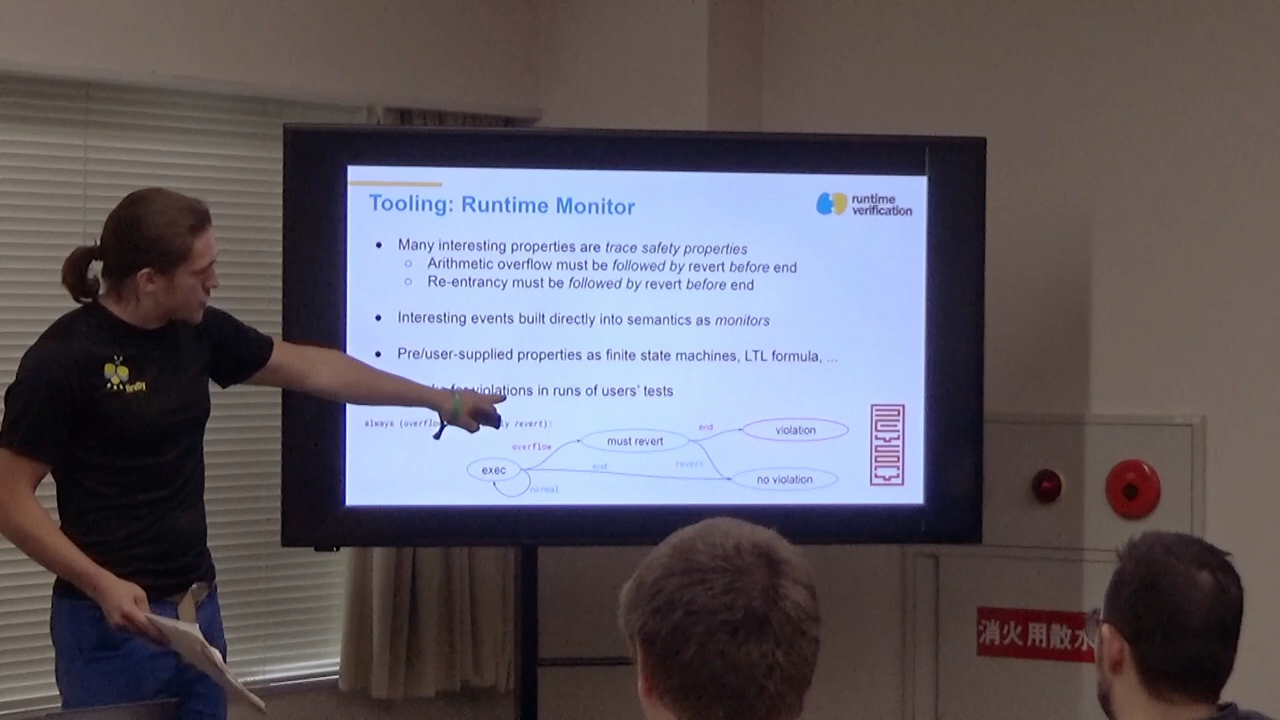 Tooling: Runtime Monitor
runtime
verification
Many interesting properties are trace safety properties
Arithmetic overflow must be followed by revert before end
Re-entrancy must be followed by revert before end
Interesting events built directly into semantics as monitors
Pre/user-supplied properties as finite state machines, LTL formula, ...
for violations in runs of users' tests
always (overflo revert):
overflow
must revert
end
violation
exec
end
revert
no violation
normal
firefly
消火用散水